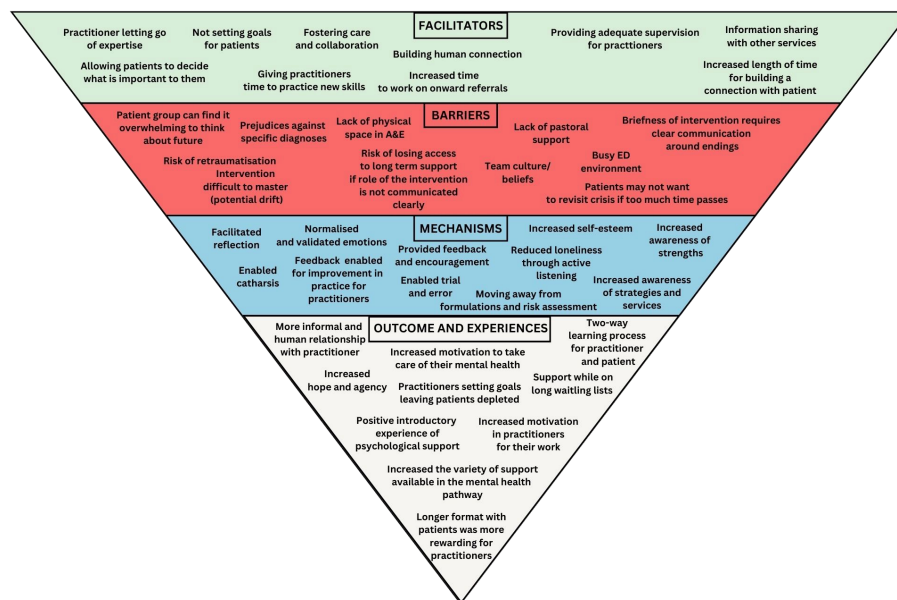 FACILITATORS
Practitioner letting go
of expertise
Not setting goals
for patients
Fostering care
and collaboration
Building human connection
Providing adequate supervision
for practioners
Information sharing
with other services
Allowing patients to decide
what is important to them
Giving practitioners
time to practice new skills
Increased time
to work on onward referrals
Increased length of time
for building a
connection with patient
BARRIERS
Patient group can find it
overwhelming to think
about future
Prejudices against
specific diagnoses
Lack of physical
space in A&E
Lack of pastoral
support
Briefness of intervention requires
clear communication
around endings
Risk of retraumatisation
Intervention
difficult to master
(potential drift)
Risk of losing access
to long term support
if role of the intervention
is not communicated
clearly
Team culture/
beliefs
Busy ED
environment
Patients may not want
to revisit crisis if too much time passes
MECHANISMS
Facilitated
reflection
Normalised
and validated emotions
Provided feedback
and encouragement
Increased self-esteem
Reduced loneliness
through active
listening
Increased
awareness of
strengths
Enabled
catharsis
Feedback enabled
for improvement in
practice for
practitioners
Enabled trial
and error
Moving away from
formulations and risk assessment
Increased awareness
of strategies and
services
OUTCOME AND EXPERIENCES
More informal and
human relationship
with practitioner
Increased motivation to take
care of their mental health
Two-way
learning process
for practitioner
and patient
Increased
hope and agency
Practitioners setting goals
leaving patients depleted
Support while on
long waitling lists
Positive introductory
experience of
psychological support
Increased motivation
in practitioners
for their work
Increased the variety of support
available in the mental health
pathway
Longer format with
patients was more
rewarding for
practitioners